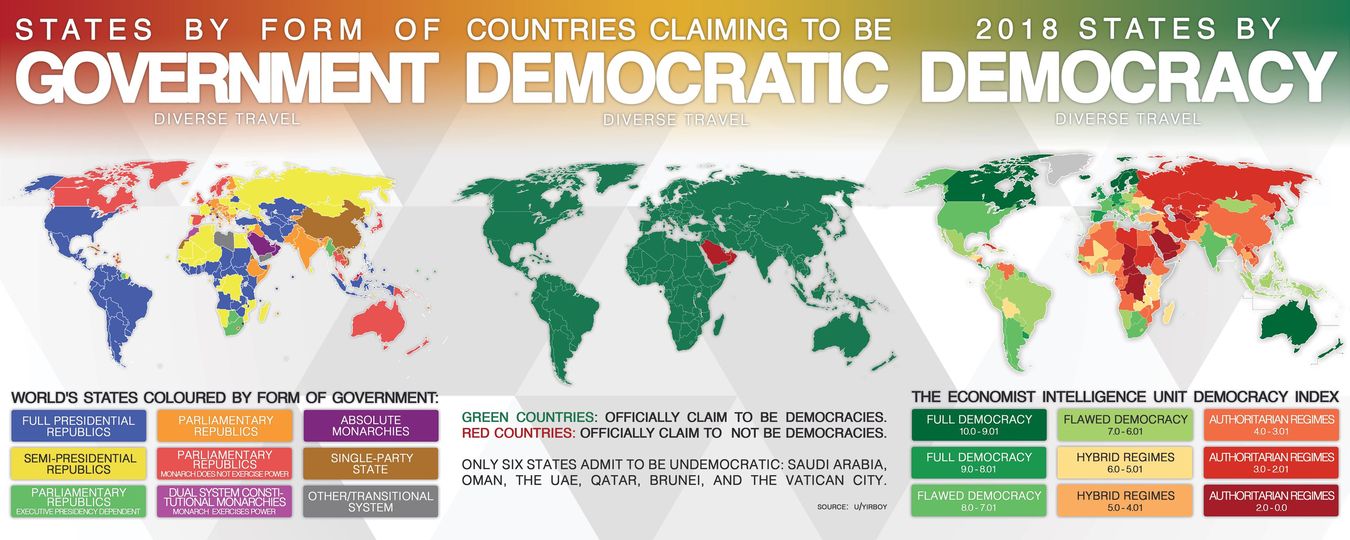 STATES BY FORM OF
GOVERNMENT
DIVERSE TRAVEL
WORLD'S STATES COLOURED BY FORM OF GOVERNMENT:
FULL PRESIDENTIAL
REPUBLICS
PARLIAMENTARY
REPUBLICS
ABSOLUTE
MONARCHIES
SEMI-PRESIDENTIAL
REPUBLICS
PARLIAMENTARY
REPUBLICS
MONARCH DOES NOT EXERCISE POWER
SINGLE-PARTY
STATE
PARLIAMENTARY
REPUBLICS
EXECUTIVE PRESIDENCY DEPENDENT
DUAL SYSTEM CONSTI-
TUTIONAL MONARCHIES
MONARCH EXERCISES POWER
OTHER/TRANSITIONAL
SYSTEM
COUNTRIES CLAIMING TO BE
DEMOCRATIC
DIVERSE TRAVEL
GREEN COUNTRIES: OFFICIALLY CLAIM TO BE DEMOCRACIES.
RED COUNTRIES: OFFICIALLY CLAIM TO NOT BE DEMOCRACIES.
ONLY SIX STATES ADMIT TO BE UNDEMOCRATIC: SAUDI ARABIA,
OMAN, THE UAE, QATAR, BRUNEI, AND THE VATICAN CITY.
SOURCE: U/YIRBOY
2018 STATES BY
DEMOCRACY
DIVERSE TRAVEL
THE ECONOMIST INTELLIGENCE UNIT DEMOCRACY INDEX
FULL DEMOCRACY
10.0 - 9.01
FLAWED DEMOCRACY
7.0 - 6.01
AUTHORITARIAN REGIMES
4.0 - 3.01
FULL DEMOCRACY
9.0 - 8.01
HYBRID REGIMES
6.0 - 5.01
AUTHORITARIAN REGIMES
3.0 - 2.01
FLAWED DEMOCRACY
8.0 - 7.01
HYBRID REGIMES
5.0 - 4.01
AUTHORITARIAN REGIMES
2.0 - 0.0